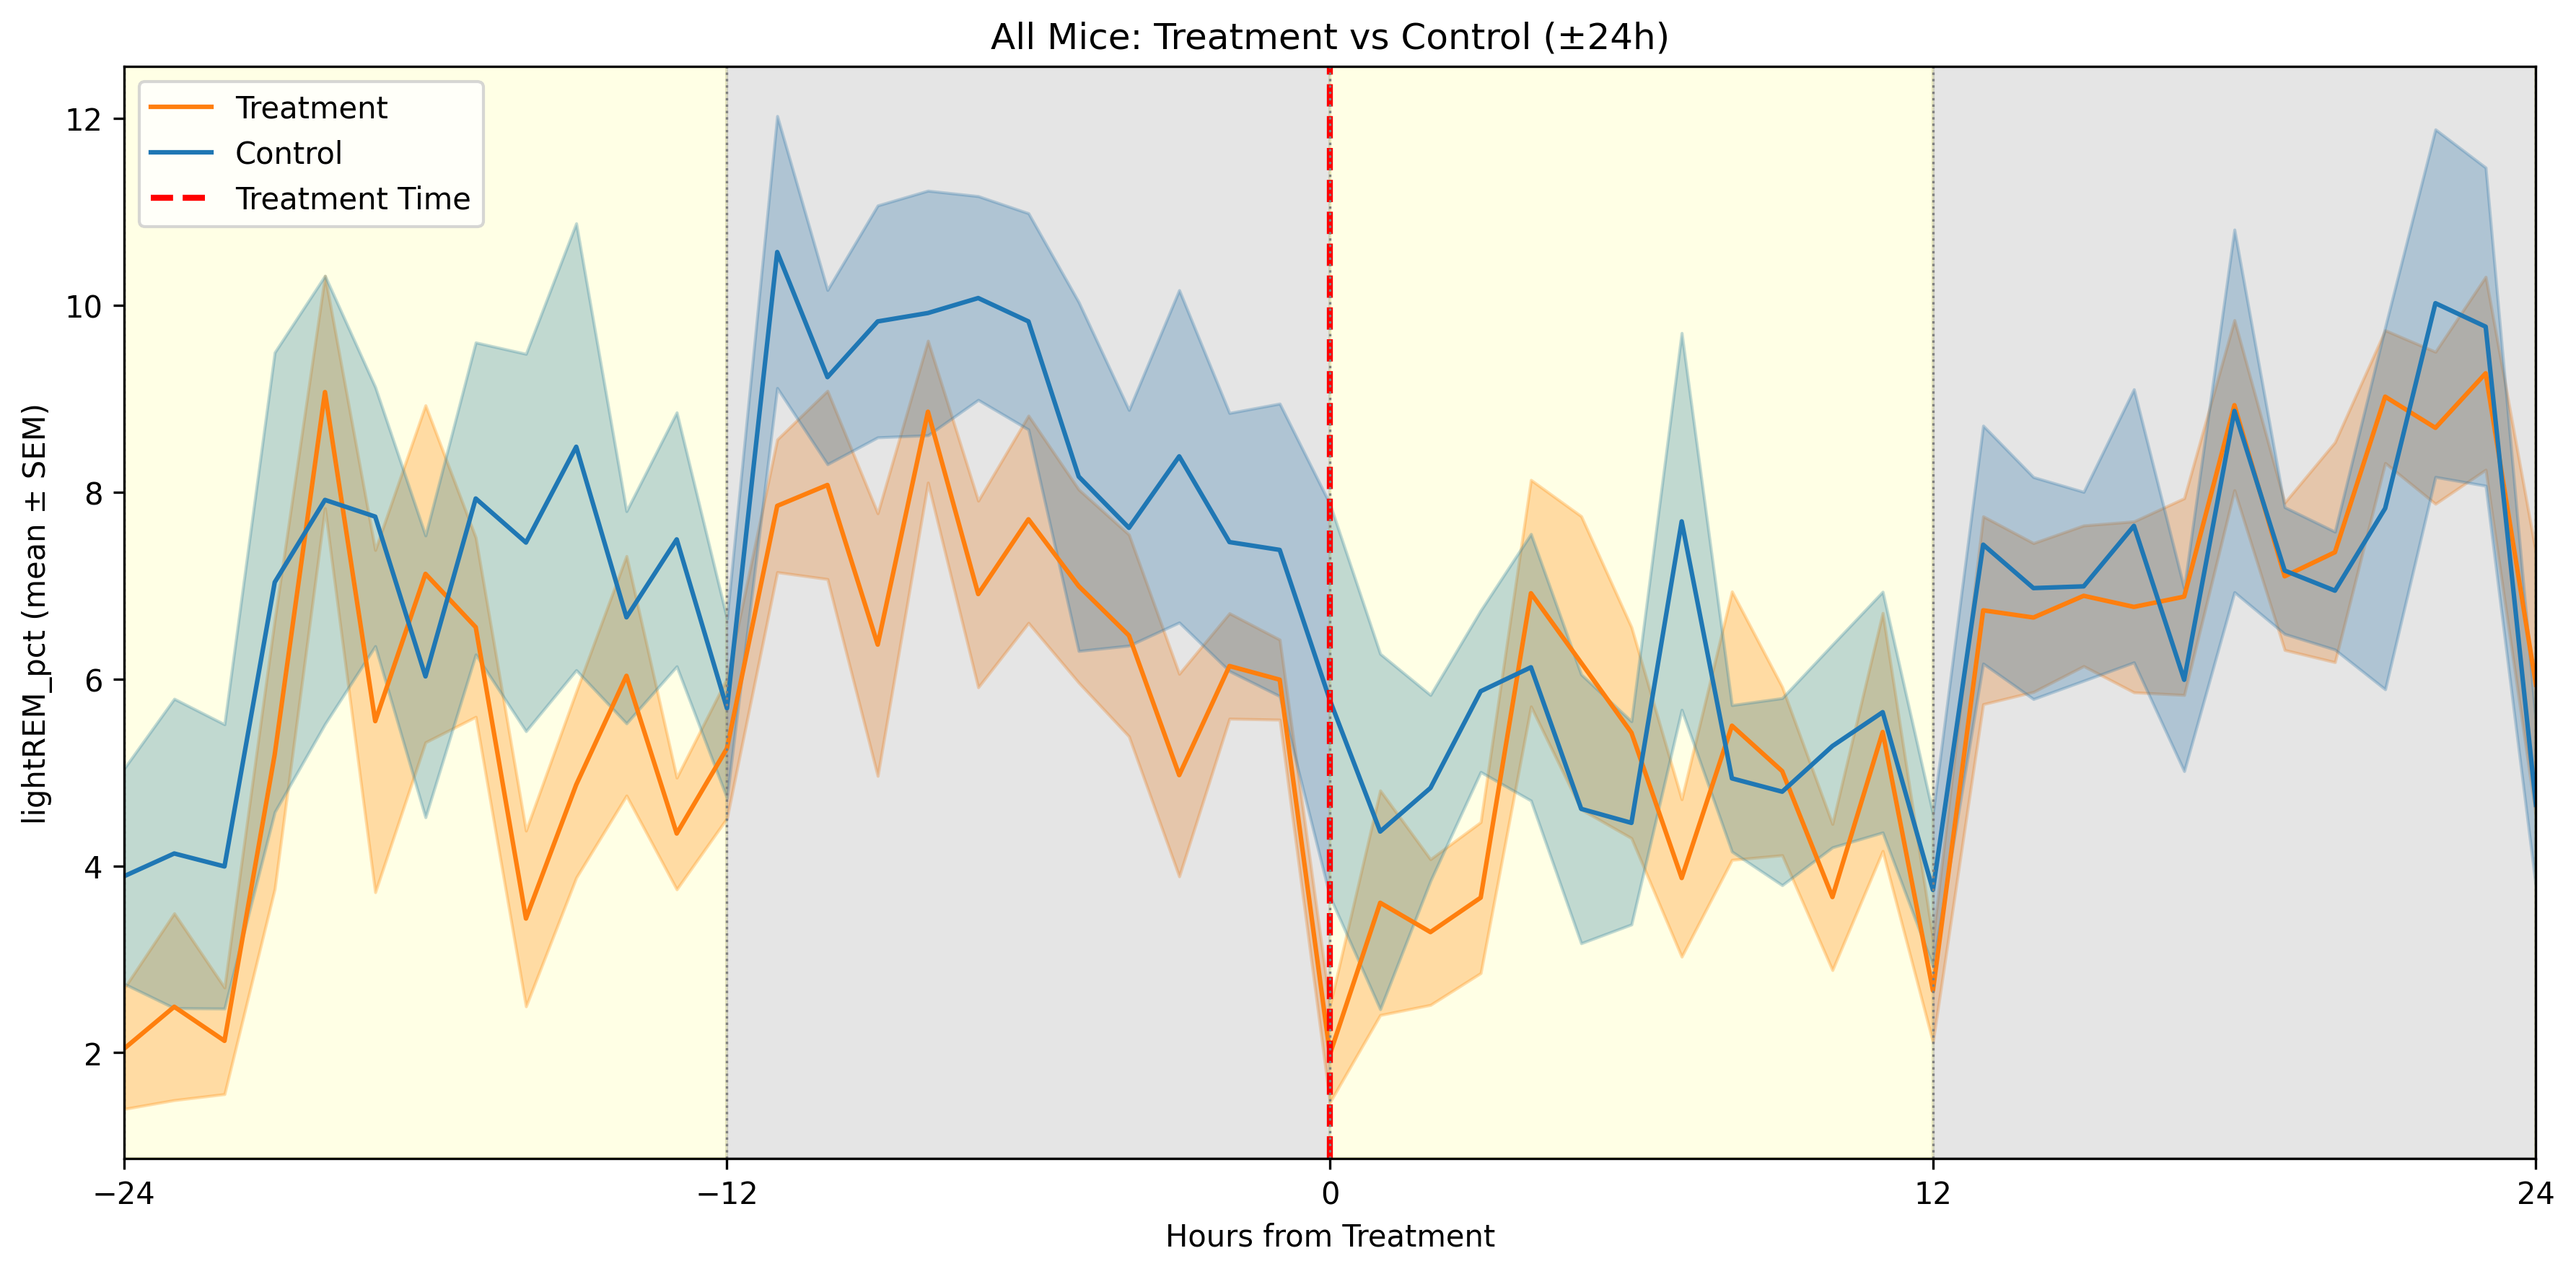 All Mice: Treatment vs Control (±24h)
Treatment
Control
Treatment Time
lightREM_pct (mean ± SEM)
12
10
8
6
4
2
−24
−12
0
12
24
Hours from Treatment